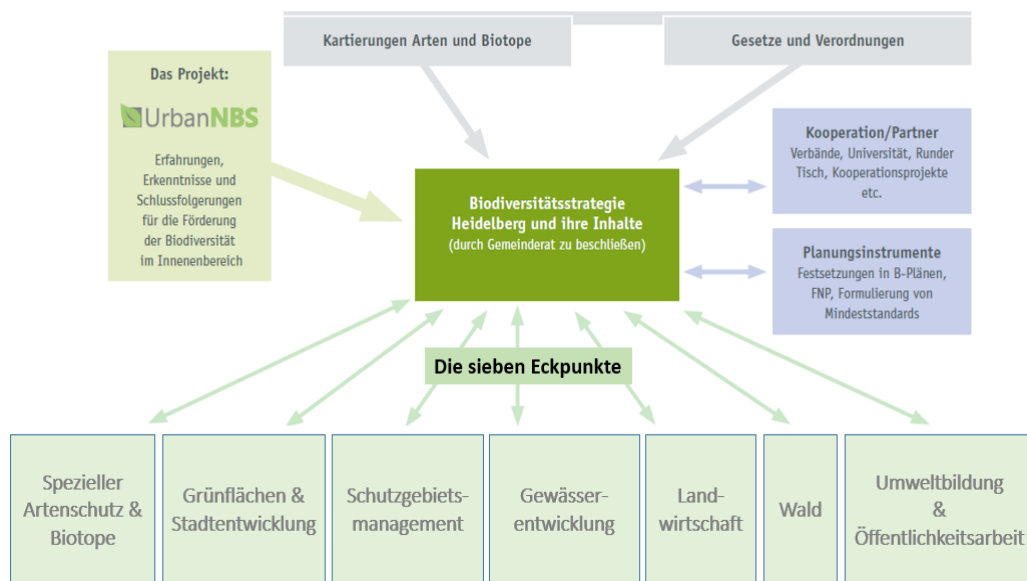 Kartierungen Arten und Biotope
Gesetze und Verordnungen
Das Projekt:
UrbanNBS
Erfahrungen,
Erkenntnisse und
Schlussfolgerungen
für die Förderung
der Biodiversität
im Innenenbereich
Kooperation/Partner
Verbände, Universität, Runder
Tisch, Kooperationsprojekte
etc.
Biodiversitätsstrategie
Heidelberg und ihre Inhalte
(durch Gemeinderat zu beschließen)
Planungsinstrumente
Festsetzungen in B-Plänen,
FNP, Formulierung von
Mindeststandards
Die sieben Eckpunkte
Spezieller
Artenschutz &
Biotope
Grünflächen &
Stadtentwicklung
Schutzgebiets-
management
Gewässer-
entwicklung
Land-
wirtschaft
Wald
Umweltbildung
&
Öffentlichkeitsarbeit